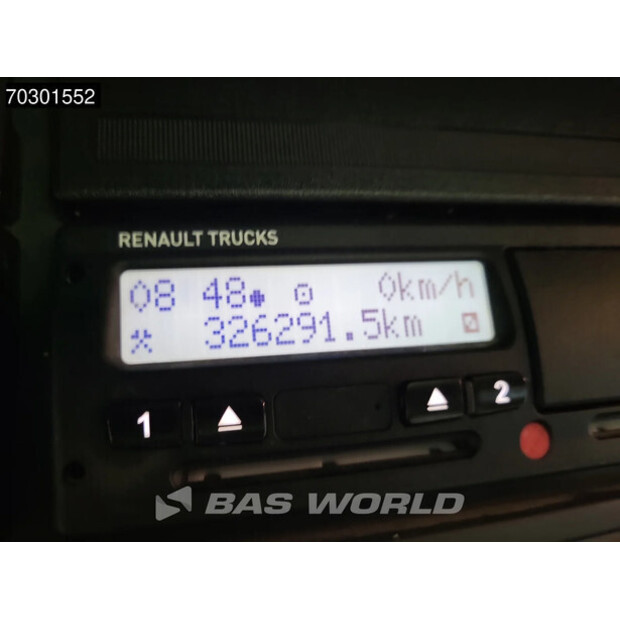 70301552
RENAULT TRUCKS
08 48 0km/h
326291.5km
1 2
BAS WORLD